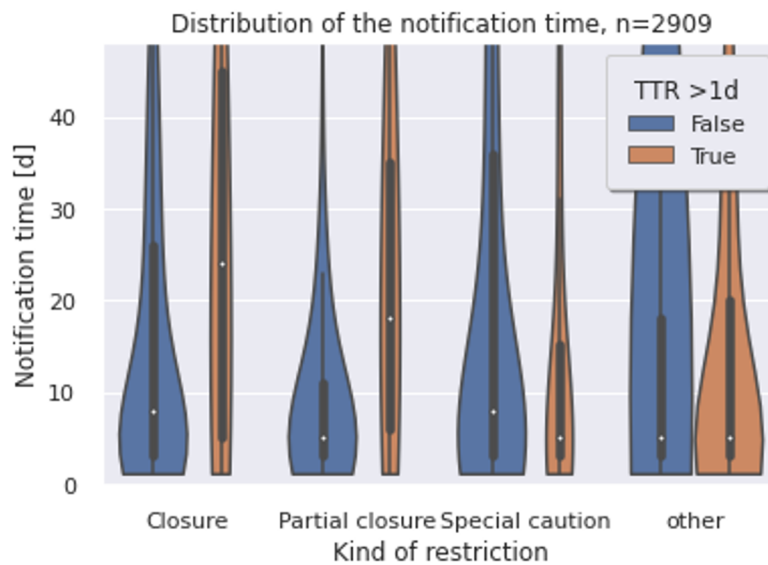 Distribution of the notification time, n=2909
Notification time [d]
40
30
20
10
0
TTR >1d
False
True
Closure
Partial closure
Special caution
other
Kind of restriction